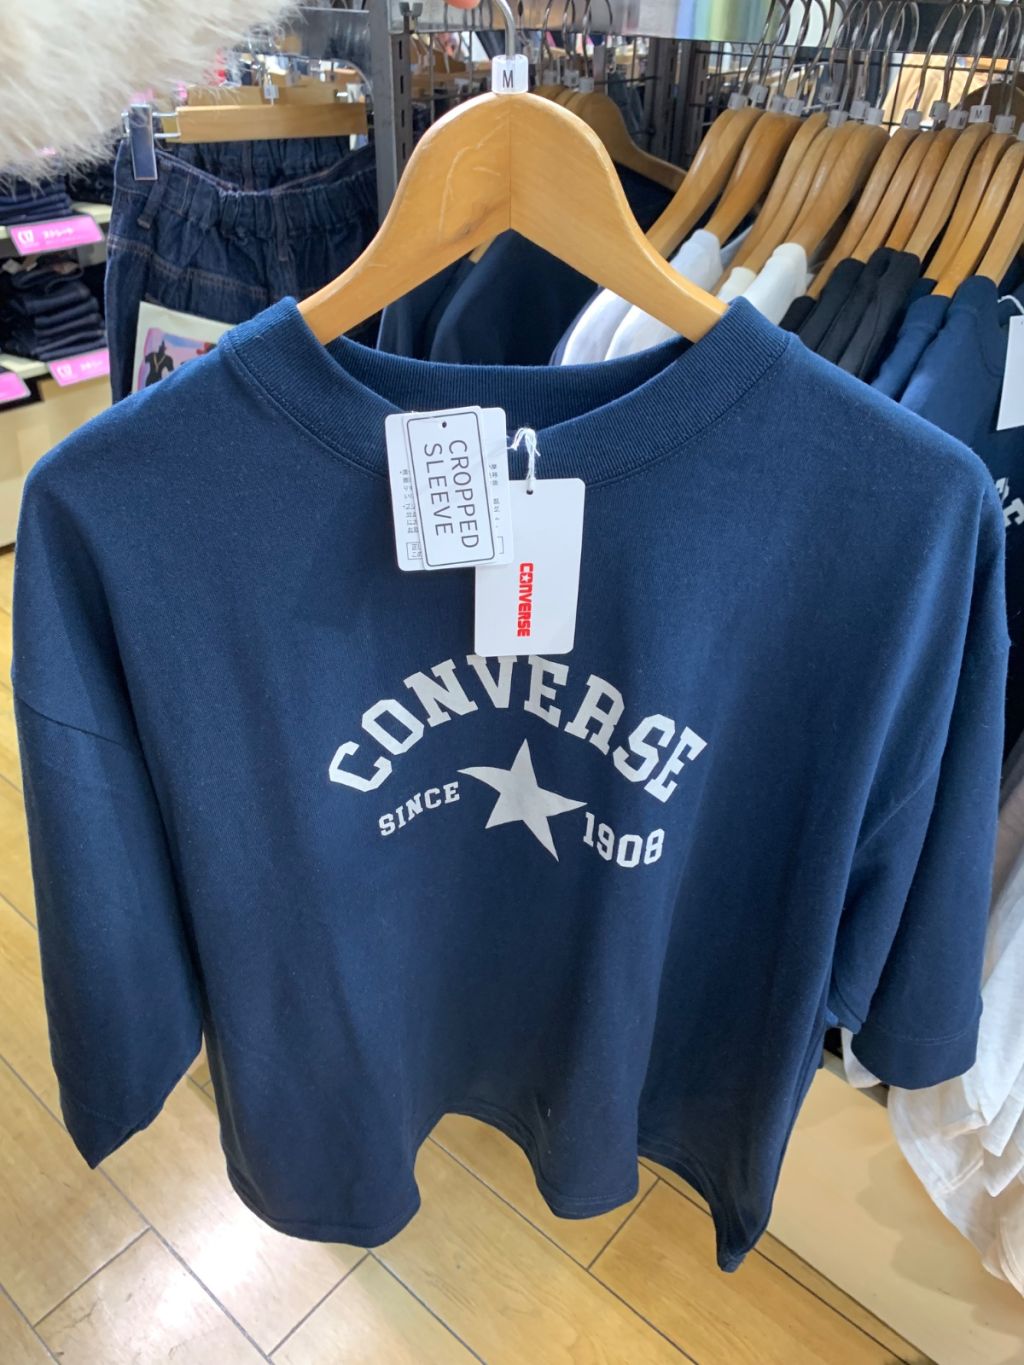 M
CROPPED
SLEEVE
CONVERSE
CONVERSE
SINCE
1908